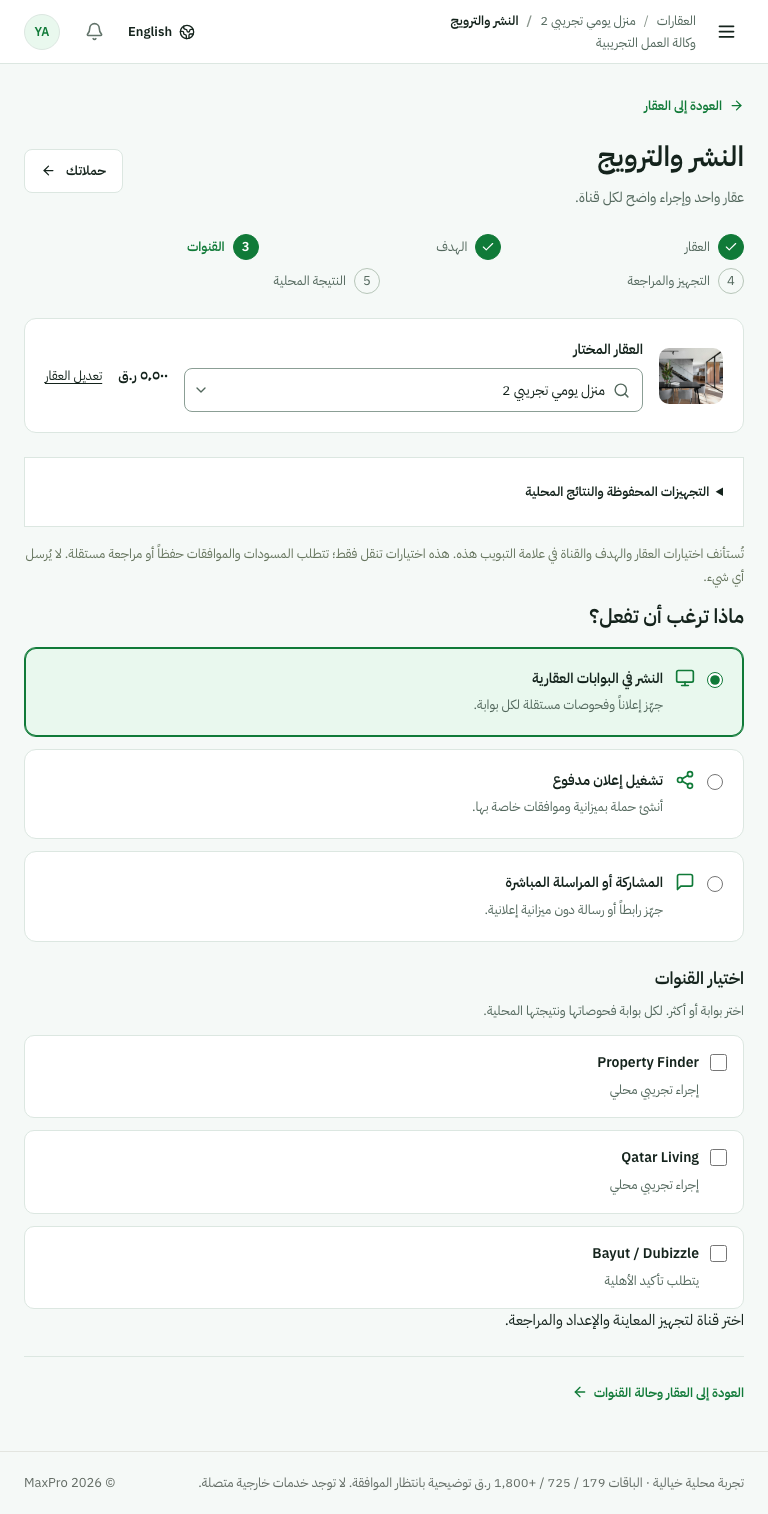 العقارات / منزل يومي تجريبي 2 / النشر والترويج
وكالة العمل التجريبية
English
YA
العودة إلى العقار
النشر والترويج
حملاتك
عقار واحد وإجراء واضح لكل قناة.
العقار
الهدف
3 القنوات
4 التجهيز والمراجعة
5 النتيجة المحلية
العقار المختار
منزل يومي تجريبي 2
٥,٥٠٠ ر.ق
تعديل العقار
التجهيزات المحفوظة والنتائج المحلية
تُستأنف اختيارات العقار والهدف والقناة في علامة التبويب هذه. هذه اختيارات تنقل فقط؛ تتطلب المسودات والموافقات حفظاً أو مراجعة مستقلة. لا يُرسل
أي شيء.
ماذا ترغب أن تفعل؟
النشر في البوابات العقارية
جهّز إعلاناً وفحوصات مستقلة لكل بوابة.
تشغيل إعلان مدفوع
أنشئ حملة بميزانية وموافقات خاصة بها.
المشاركة أو المراسلة المباشرة
جهّز رابطاً أو رسالة دون ميزانية إعلانية.
اختيار القنوات
اختر بوابة أو أكثر. لكل بوابة فحوصاتها ونتيجتها المحلية.
Property Finder
إجراء تجريبي محلي
Qatar Living
إجراء تجريبي محلي
Bayut / Dubizzle
يتطلب تأكيد الأهلية
اختر قناة لتجهيز المعاينة والإعداد والمراجعة.
العودة إلى العقار وحالة القنوات
تجربة محلية خيالية · الباقات 179 / 725 / +1,800 ر.ق توضيحية بانتظار الموافقة. لا توجد خدمات خارجية متصلة.
MaxPro 2026 ©